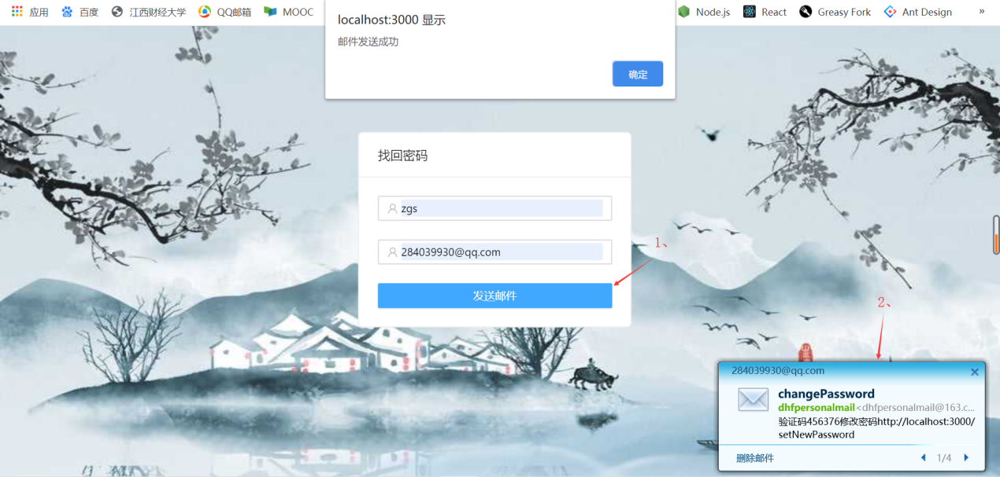 应用 百度 江西财经大学 QQ邮箱 MOOC Node.js React Greasy Fork Ant Design »
localhost:3000 显示
邮件发送成功
确定
找回密码
zgs
284039930@qq.com
发送邮件
1、
2、
284039930@qq.com
changePassword
dhfpersonalmail<dhfpersonalmail@163.c...
验证码456376修改密码http://localhost:3000/
setNewPassword
删除邮件 1/4